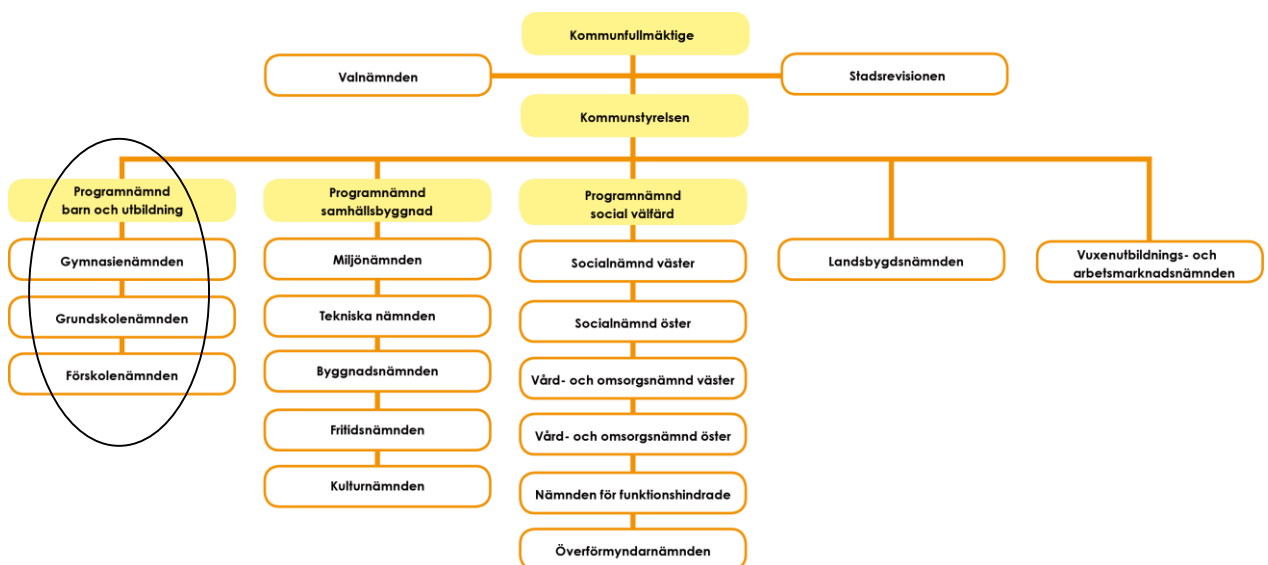 Kommunfullmäktige
Valnämnden
Stadsrevisionen
Kommunstyrelsen
Programnämnd
barn och utbildning
Gymnasienämnden
Grundskolenämnden
Förskolenämnden
Programnämnd
samhällsbyggnad
Miljönämnden
Tekniska nämnden
Byggnadsnämnden
Fritidsnämnden
Kulturnämnden
Programnämnd
social välfärd
Socialnämnd väster
Socialnämnd öster
Vård- och omsorgsnämnd väster
Vård- och omsorgsnämnd öster
Nämnden för funktionshindrade
Överförmyndarnämnden
Landsbygdsnämnden
Vuxenutbildnings- och
arbetsmarknadsnämnden